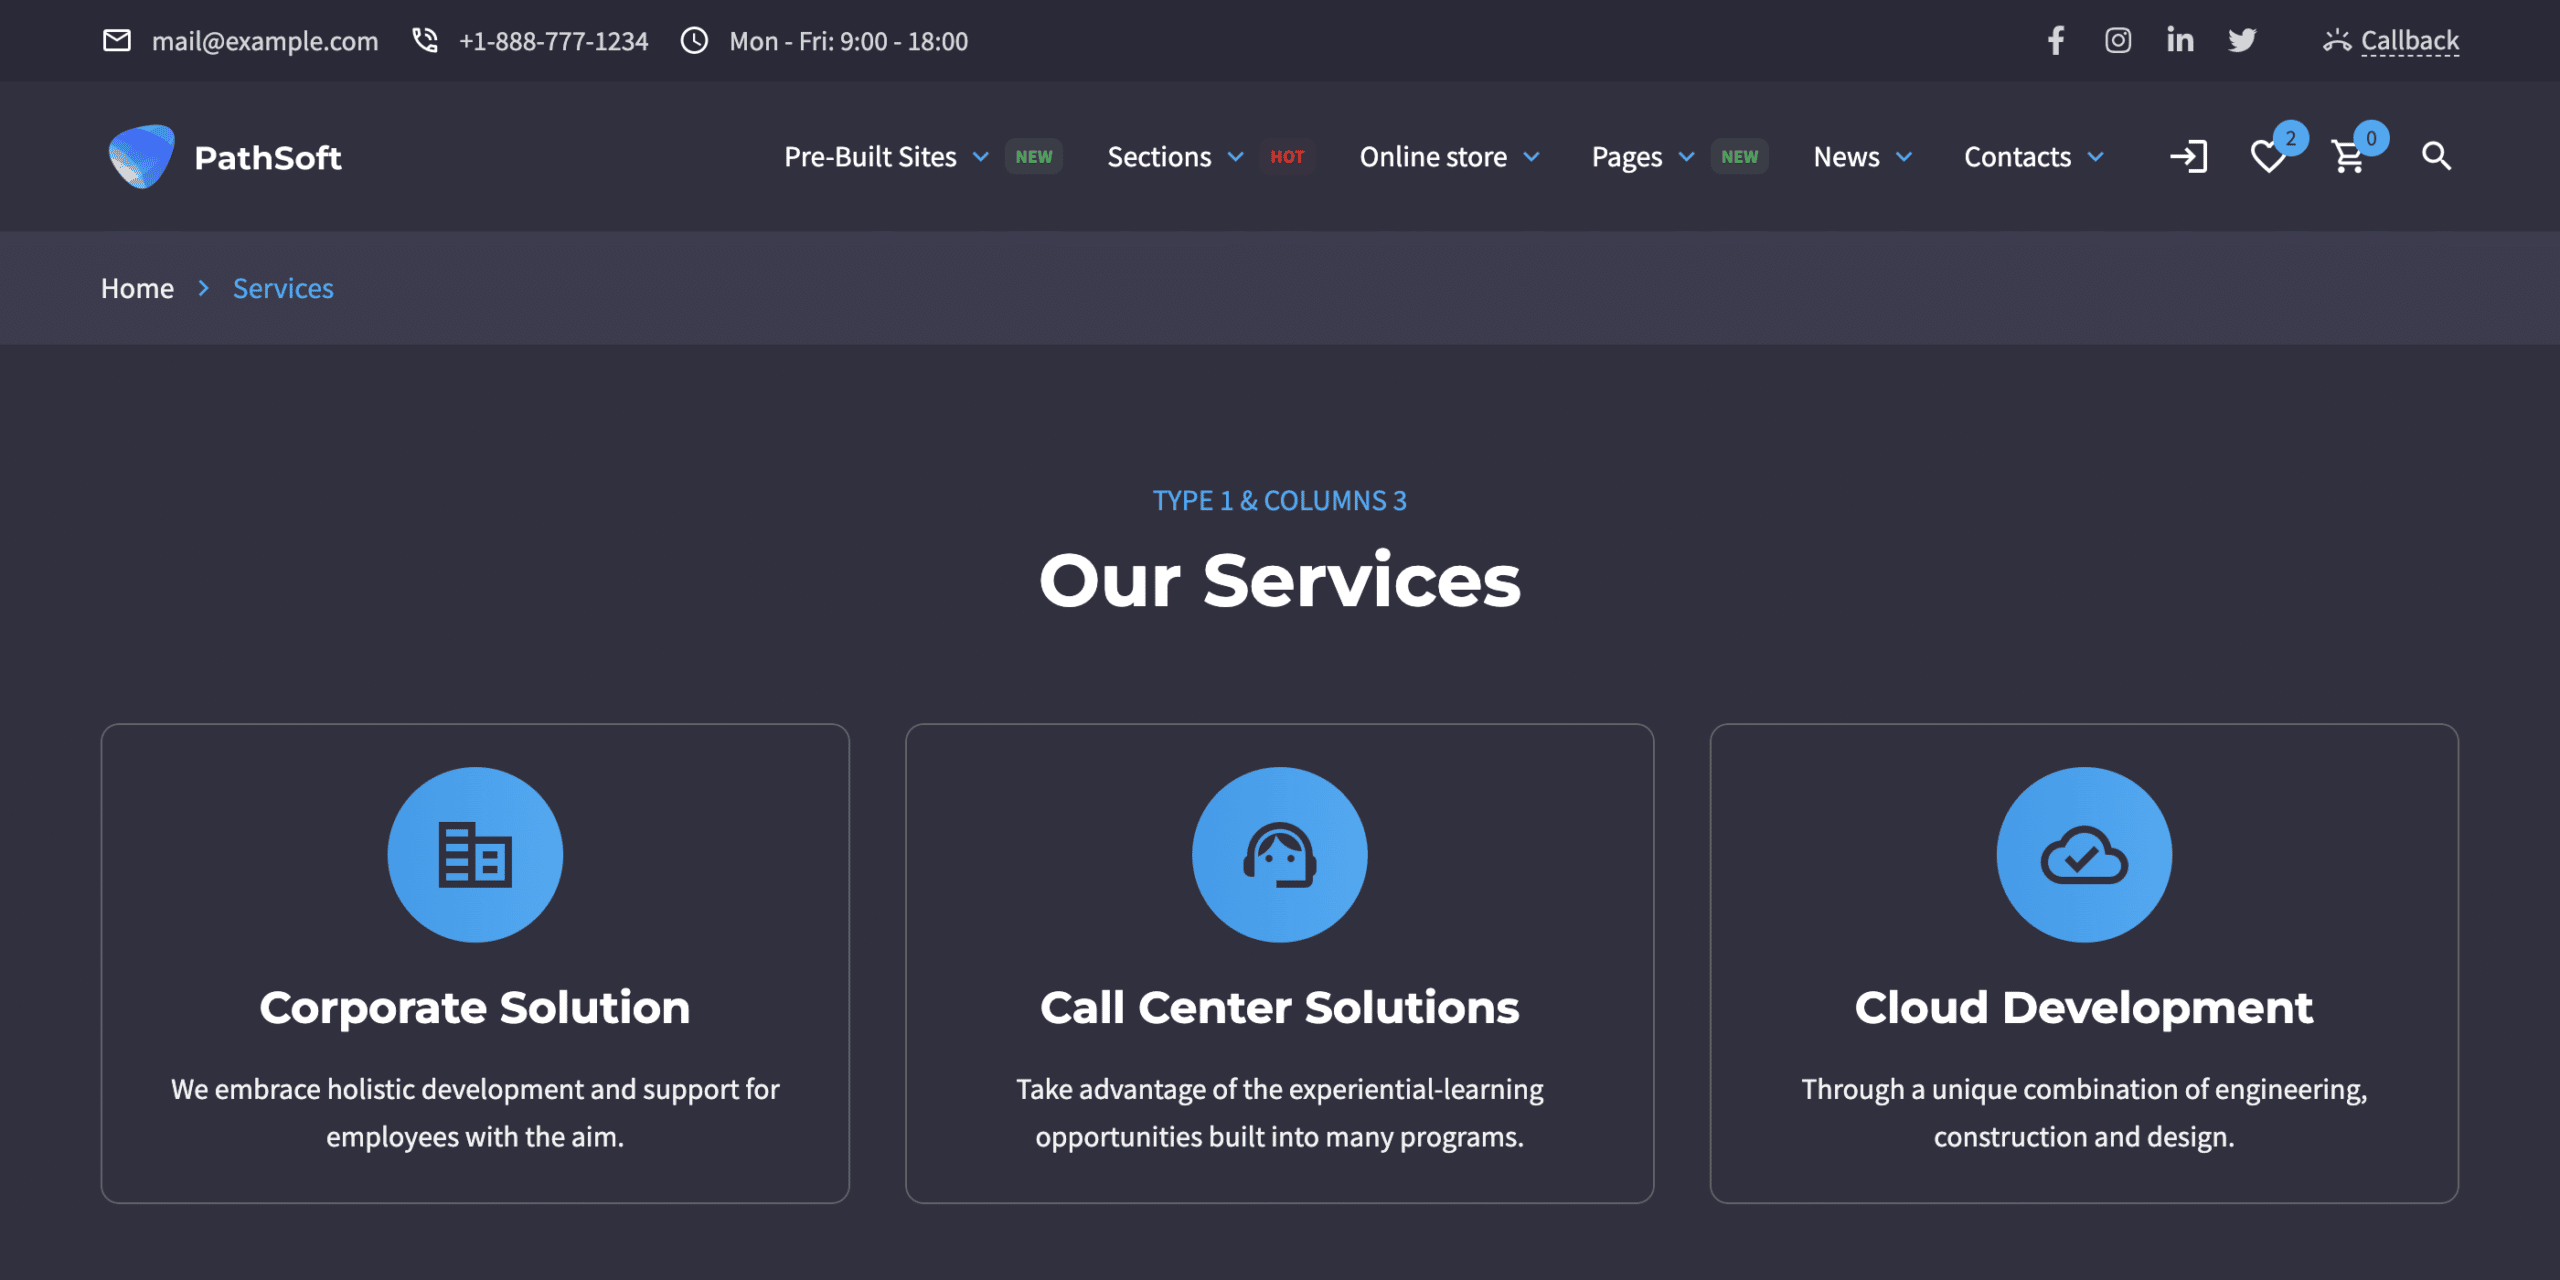 mail@example.com +1-888-777-1234 Mon - Fri: 9:00 - 18:00 Callback
PathSoft Pre-Built Sites NEW Sections HOT Online store Pages NEW News Contacts 2 0
Home Services
TYPE 1 & COLUMNS 3
Our Services
Corporate Solution
We embrace holistic development and support for
employees with the aim.
Call Center Solutions
Take advantage of the experiential-learning
opportunities built into many programs.
Cloud Development
Through a unique combination of engineering,
construction and design.